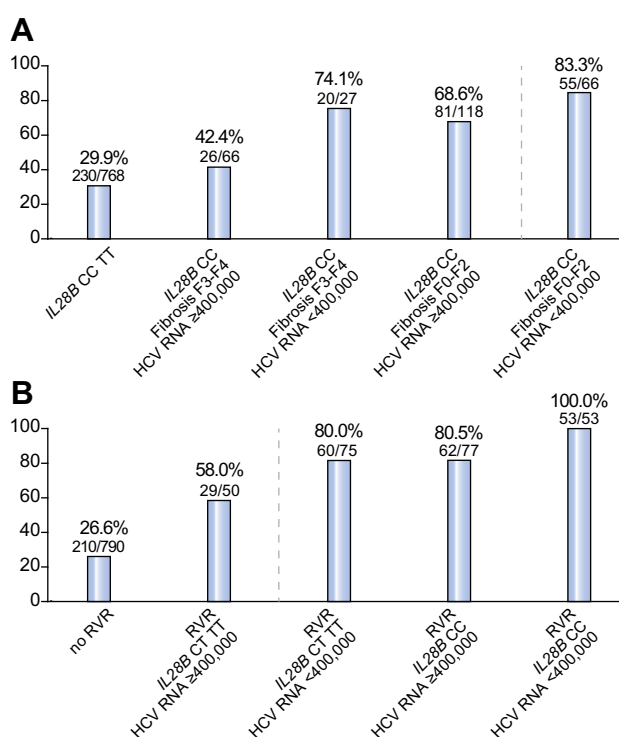 A
100
80
60
40
20
0
29.9%
230/768
42.4%
26/66
74.1%
20/27
68.6%
81/118
83.3%
55/66
IL28B CC TT
IL28B CC
Fibrosis F3-F4
HCV RNA ≥400,000
IL28B CC
Fibrosis F3-F4
HCV RNA <400,000
IL28B CC
Fibrosis F0-F2
HCV RNA ≥400,000
IL28B CC
Fibrosis F0-F2
HCV RNA <400,000
B
100
80
60
40
20
0
26.6%
210/790
58.0%
29/50
80.0%
60/75
80.5%
62/77
100.0%
53/53
no RVR
RVR
IL28B CT TT
HCV RNA ≥400,000
RVR
IL28B CT TT
HCV RNA <400,000
RVR
IL28B CC
HCV RNA ≥400,000
RVR
IL28B CC
HCV RNA <400,000